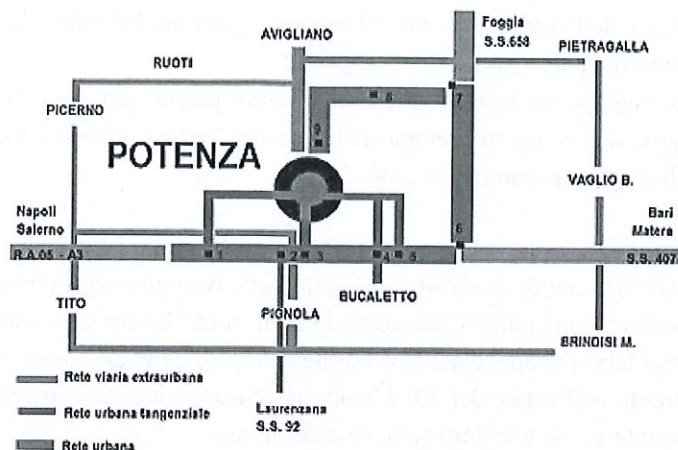 Foggia
S.S.658
AVIGLIANO
PIETRAGALLA
RUOTI
PICERNO
8
7
9
POTENZA
VAGLIO B.
Napoli
Salerno
Bari
Matera
6
R.A.05 - A3
1
2
3
4
5
S.S. 407
TITO
PIGNOLA
BUCALETTO
BRINDISI M.
Rete viaria extraurbana
Rete urbana tangenziale
Laurenzana
S.S. 92
Rete urbana